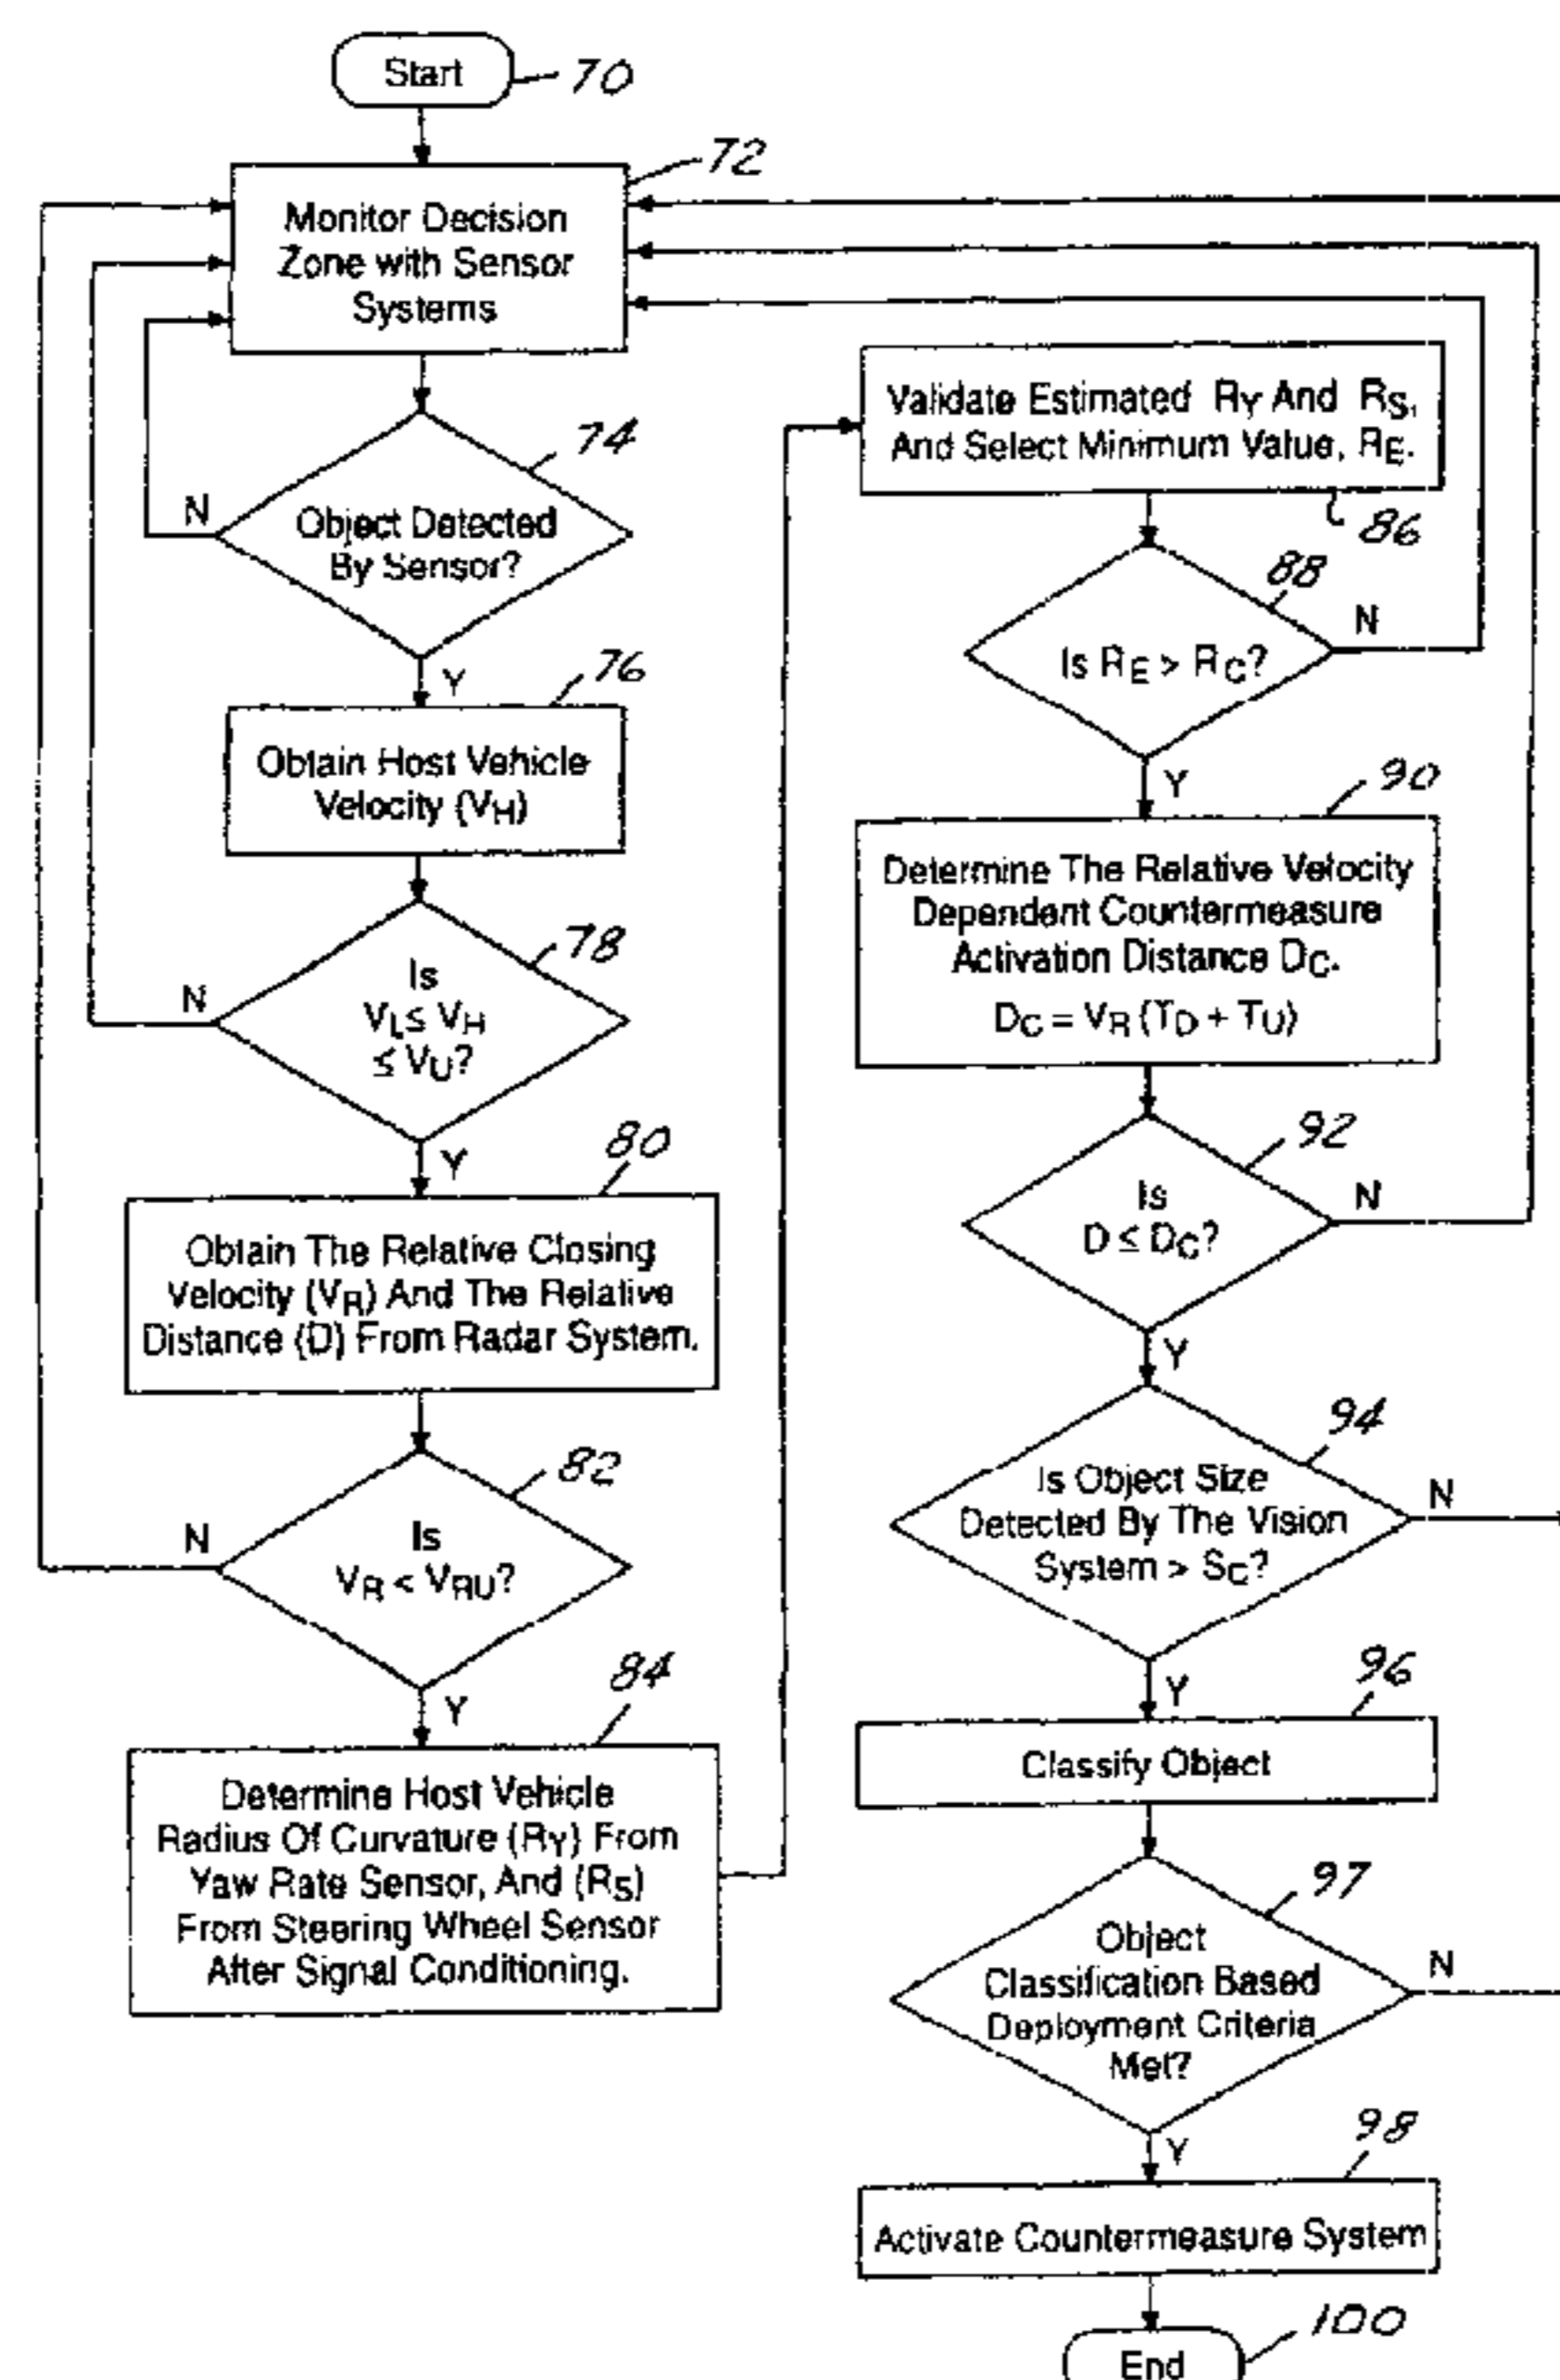 Start
70
72
Monitor Decision
Zone with Sensor
Systems
74
N
Object Detected
By Sensor?
Y
76
Obtain Host Vehicle
Velocity (VH)
78
N
Is
VL ≤ VH
≤ VU?
Y
80
Obtain The Relative Closing
Velocity (VR) And The Relative
Distance (D) From Radar System.
82
N
Is
VR < VRU?
Y
84
Determine Host Vehicle
Radius Of Curvature (RY) From
Yaw Rate Sensor, And (RS)
From Steering Wheel Sensor
After Signal Conditioning.
Validate Estimated RY And RS,
And Select Minimum Value, RE.
86
88
N
Is RE > RC?
Y
90
Determine The Relative Velocity
Dependent Countermeasure
Activation Distance DC.
DC = VR (TD + TU)
92
N
Is
D ≤ DC?
Y
94
N
Is Object Size
Detected By The Vision
System > SC?
Y
96
Classify Object
97
N
Object
Classification Based
Deployment Criteria
Met?
Y
98
Activate Countermeasure System
100
End